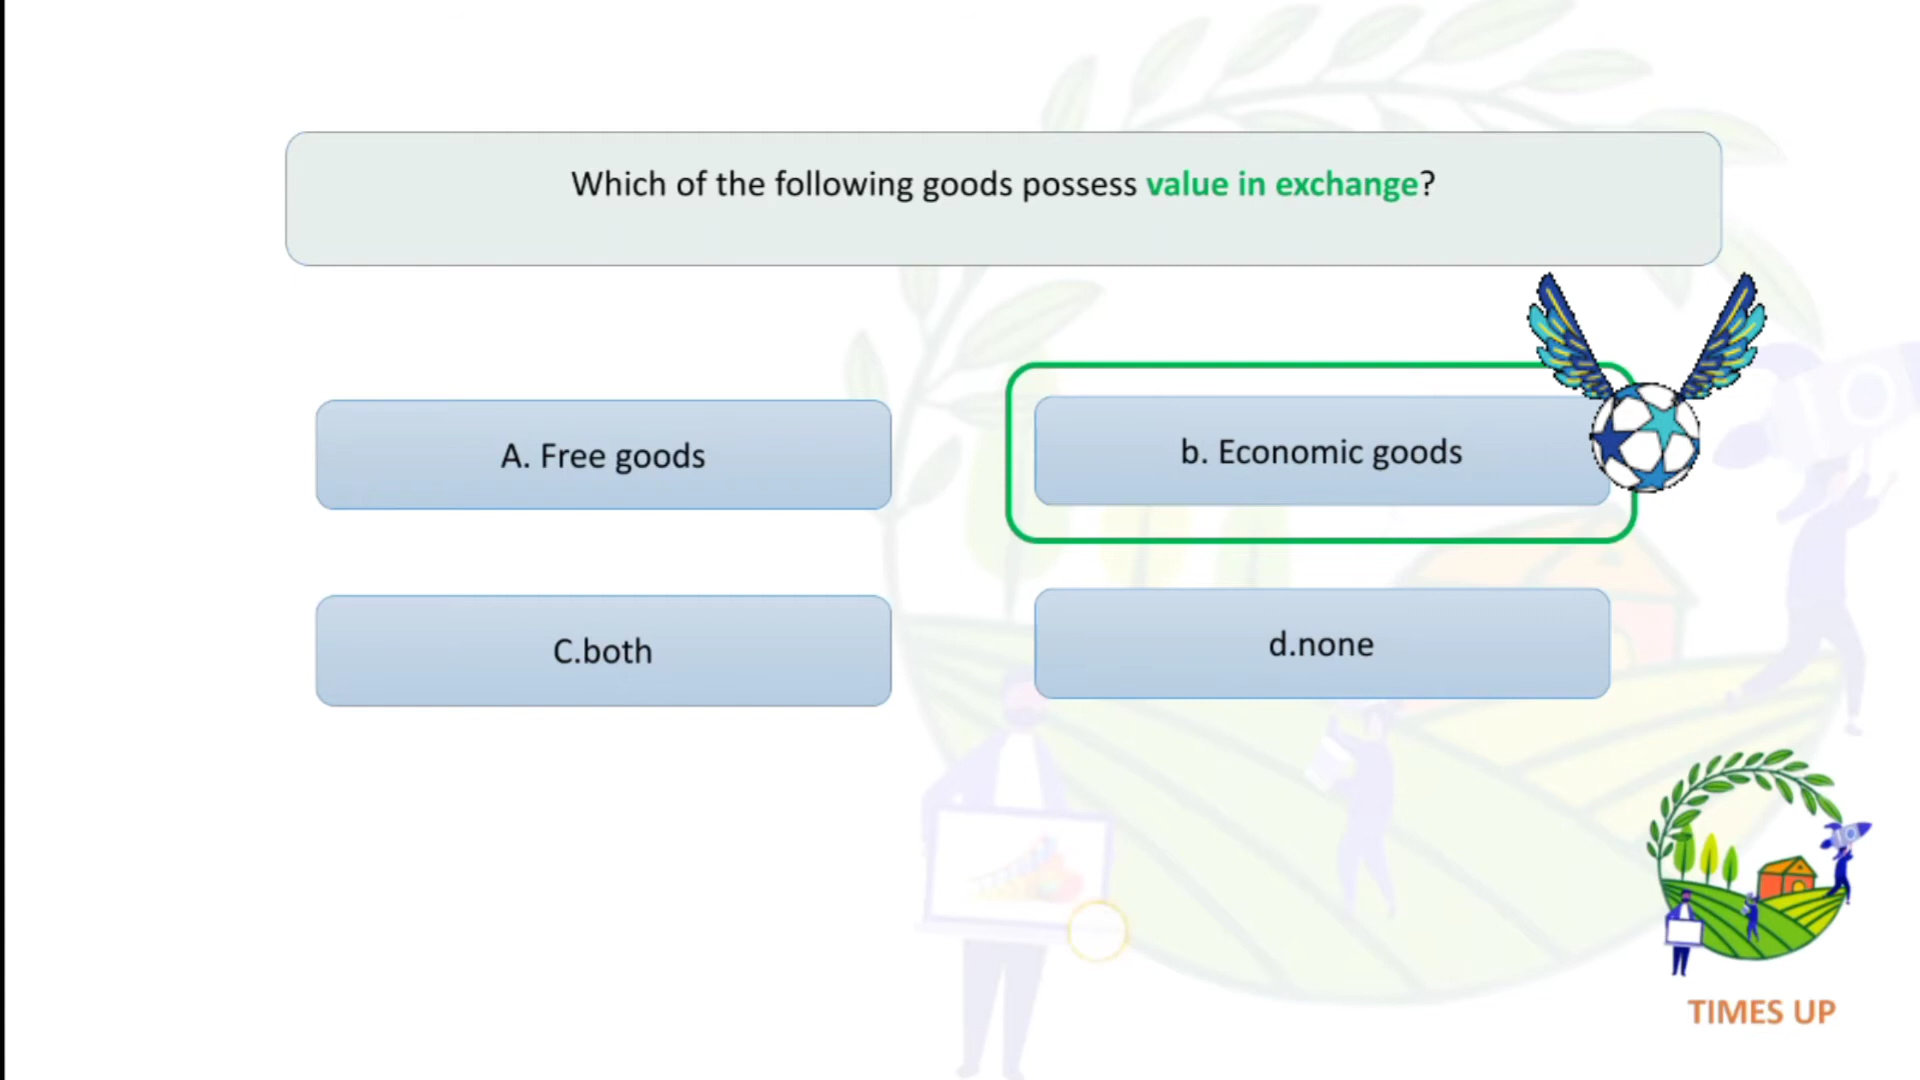 Which of the following goods possess value in exchange?
A. Free goods
b. Economic goods
C.both
d.none
TIMES UP